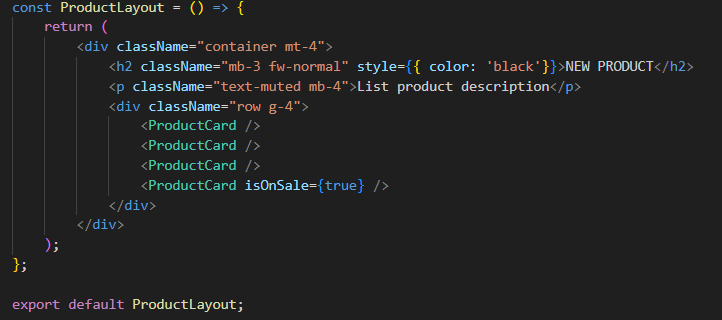 const ProductLayout = () => {
    return (
        <div className="container mt-4">
            <h2 className="mb-3 fw-normal" style={{ color: 'black'}}>NEW PRODUCT</h2>
            <p className="text-muted mb-4">List product description</p>
            <div className="row g-4">
                <ProductCard />
                <ProductCard />
                <ProductCard />
                <ProductCard isOnSale={true} />
            </div>
        </div>
    );
};

export default ProductLayout;